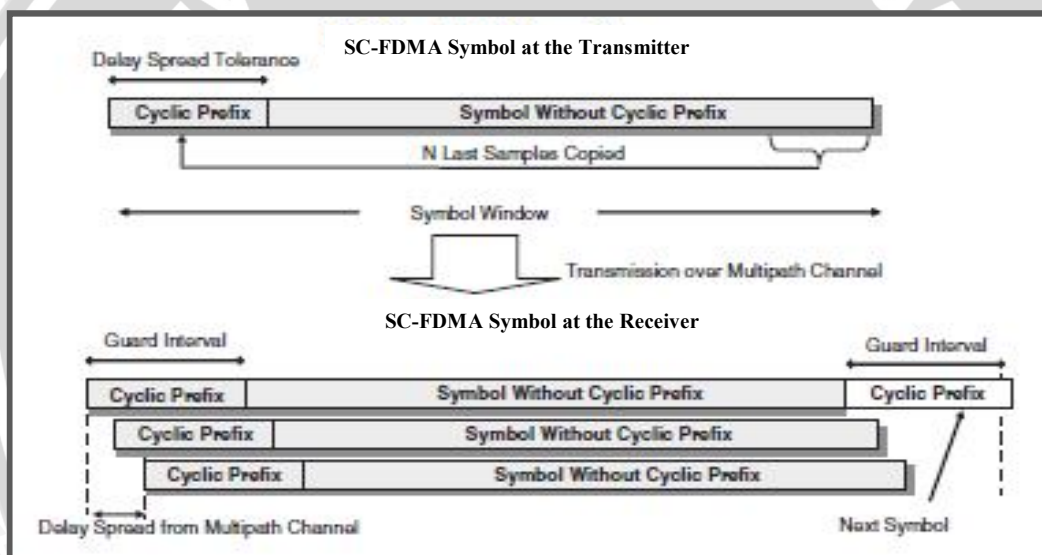 SC-FDMA Symbol at the Transmitter
Delay Spread Tolerance
Cyclic Prefix Symbol Without Cyclic Prefix
N Last Samples Copied
Symbol Window
Transmission over Multipath Channel
SC-FDMA Symbol at the Receiver
Guard Interval Guard Interval
Cyclic Prefix Symbol Without Cyclic Prefix Cyclic Prefix
Cyclic Prefix Symbol Without Cyclic Prefix
Cyclic Prefix Symbol Without Cyclic Prefix
Delay Spread from Multipath Channel Next Symbol